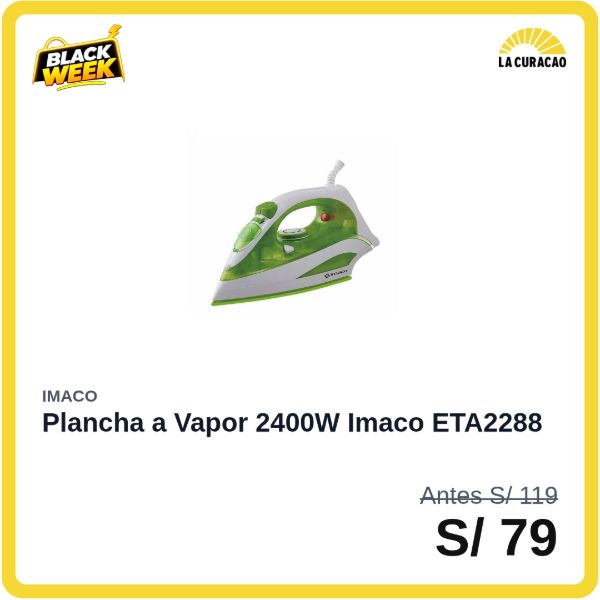 BLACK
WEEK
LA CURACAO
IMACO
Plancha a Vapor 2400W Imaco ETA2288
Antes S/ 119
S/ 79